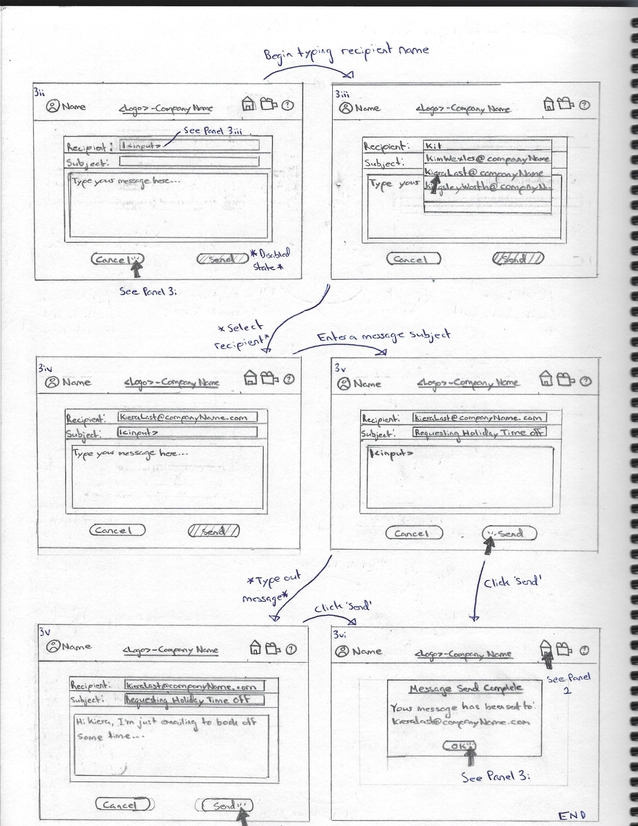 Begin typing recipient name
3ii
Name <Logo>-Company Name ?
See Panel 3iii
Recipient: I<input>
Subject:
Type your message here...
Cancel Send
*Disabled State*
See Panel 3i
3iii
Name <Logo>-Company Name ?
Recipient: Ki
Subject: KimWexler@companyName
KieraLast@companyName
Type your KingsleyWorth@companyN..
Cancel Send
*Select recipient*
Enter a message subject
3iv
Name <Logo>-Company Name ?
Recipient: KieraLast@companyName.com
Subject: I<input>
Type your message here...
Cancel Send
3v
Name <Logo>-Company Name ?
Recipient: KieraLast@companyName.com
Subject: Requesting Holiday Time off
I<input>
Cancel Send
*Type out message*
Click 'Send'
Click 'Send'
3v
Name <Logo>-Company Name ?
Recipient: KieraLast@companyName.com
Subject: Requesting Holiday Time Off
Hi Kiera, I'm just emailing to book off
some time...
Cancel Send
3vi
Name <Logo>-Company Name ?
See Panel
2
Message Send Complete
Your message has been sent to:
KieraLast@companyName.com
OK
See Panel 3i
END